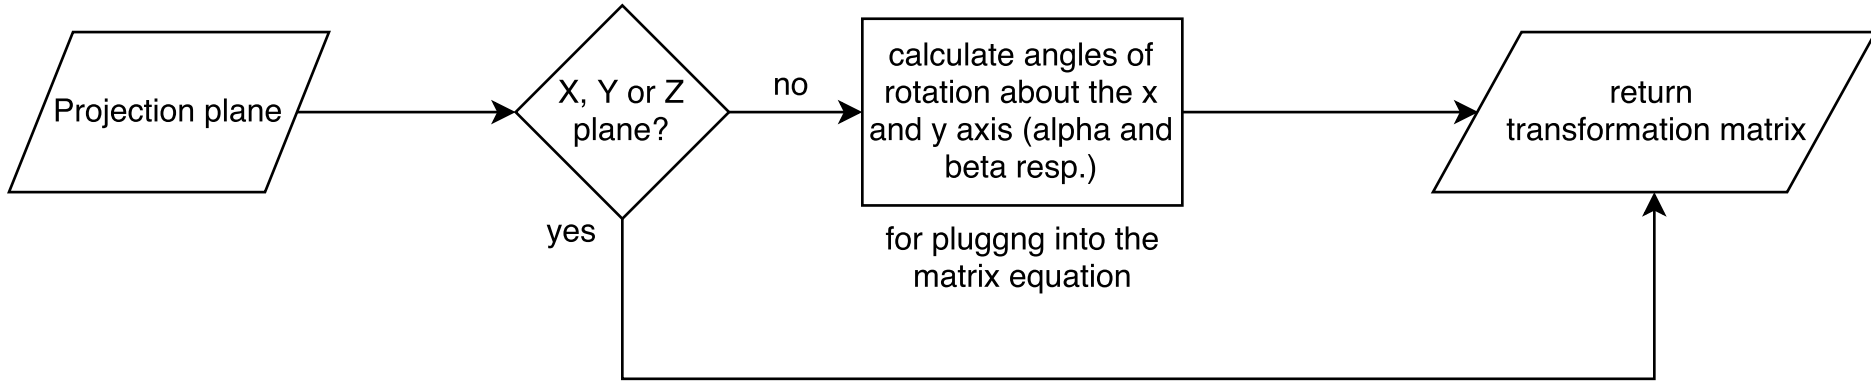 Projection plane
X, Y or Z
plane?
no
yes
calculate angles of
rotation about the x
and y axis (alpha and
beta resp.)
for pluggng into the
matrix equation
return
transformation matrix